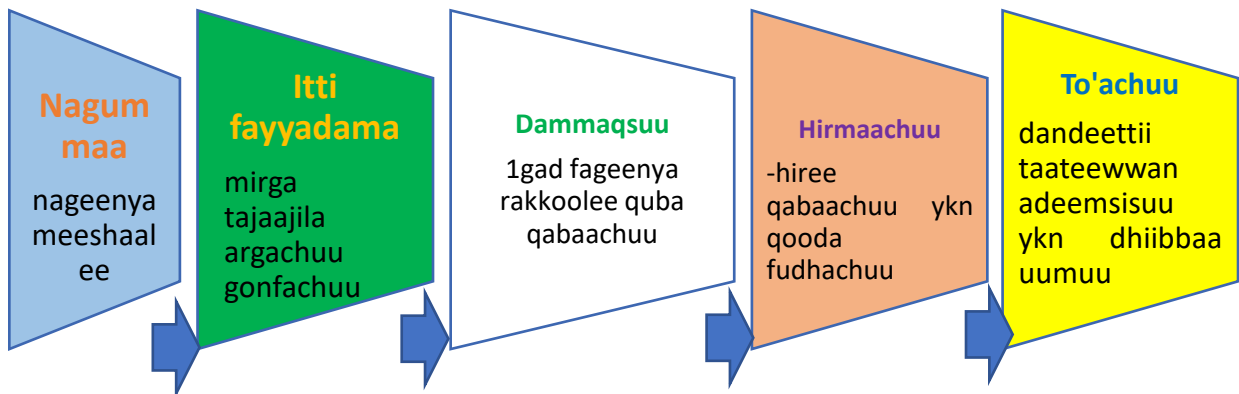 Nagum
maa
nageenya
meeshaal
ee
Itti
fayyadama
mirga
tajaajila
argachuu
gonfachuu
Dammaqsuu
1gad fageenya
rakkoolee quba
qabaachuu
Hirmaachuu
-hiree
qabaachuu ykn
qooda
fudhachuu
To'achuu
dandeettii
taateewwan
adeemsisuu
ykn dhiibbaa
uumuu